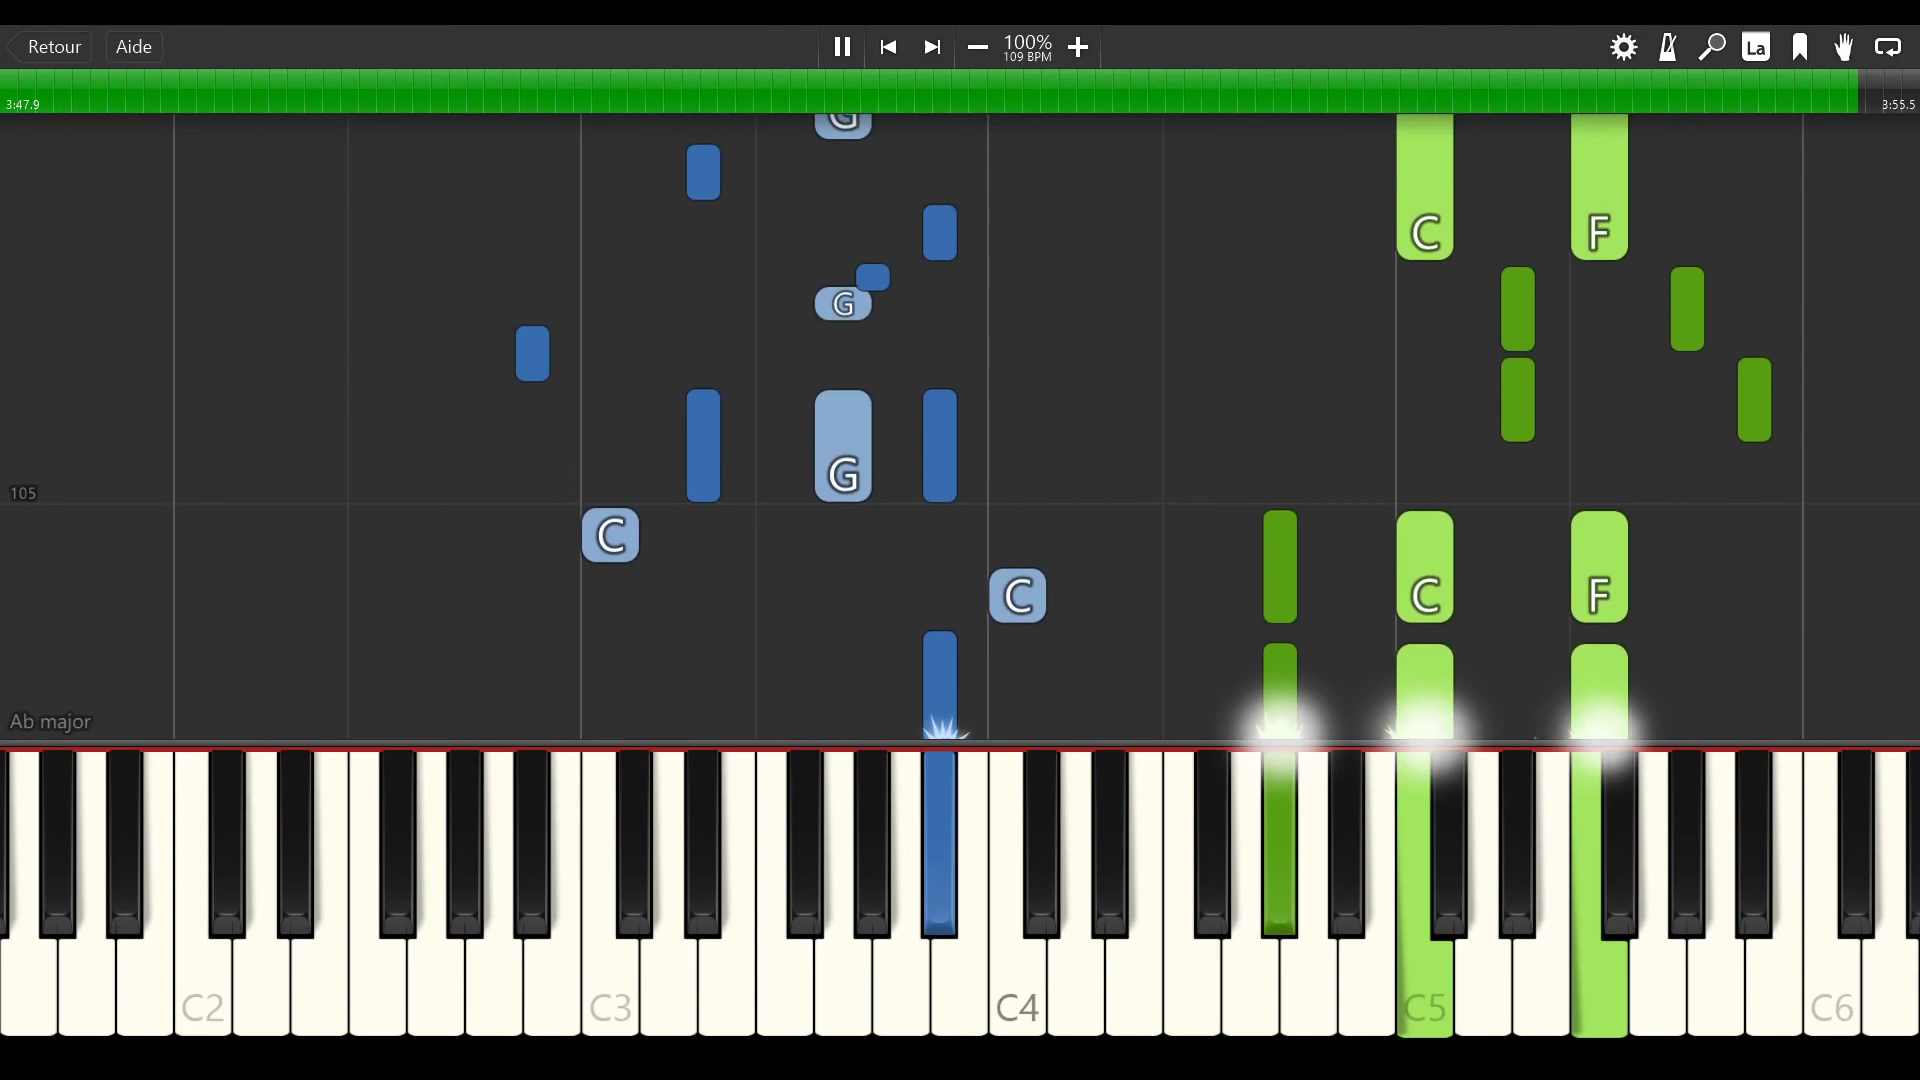 Retour
Aide
100%
109 BPM
La
3:47.9
3:55.5
G
C
F
G
G
105
C
C
F
C
Ab major
C2
C3
C4
C5
C6